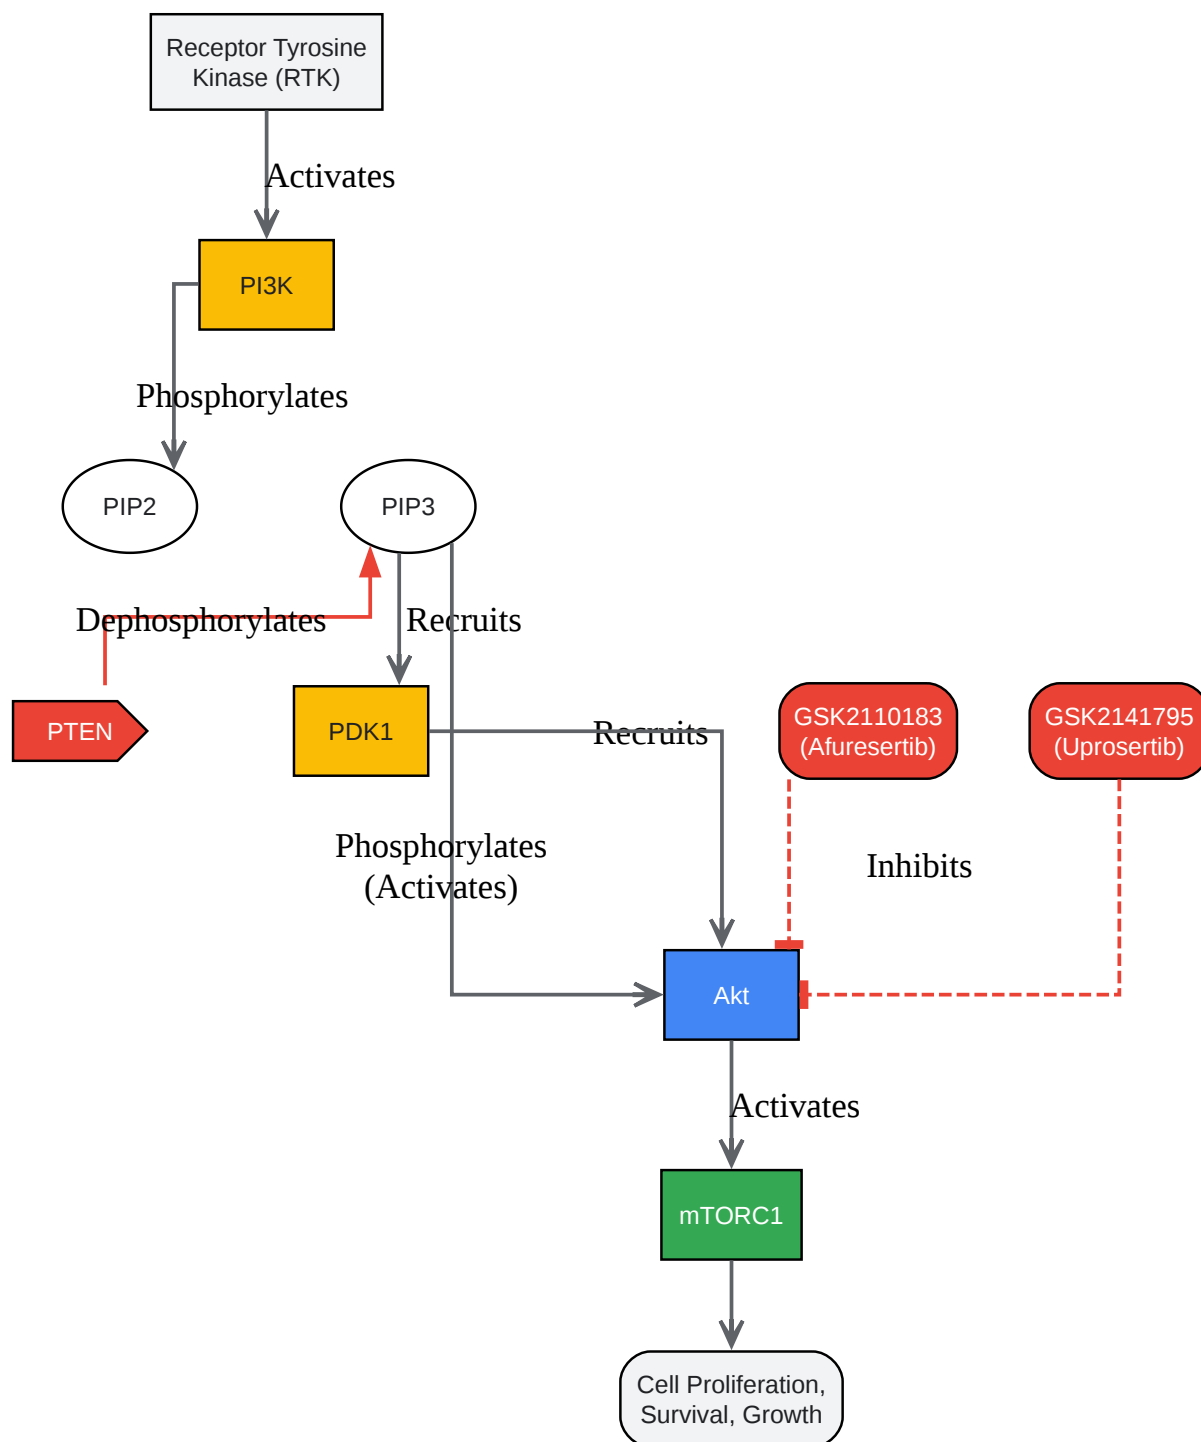 Receptor Tyrosine
Kinase (RTK)
Activates
PI3K
Phosphorylates
PIP2
PIP3
Dephosphorylates
Recruits
PTEN
PDK1
Recruits
GSK2110183
(Afuresertib)
GSK2141795
(Uprosertib)
Phosphorylates
(Activates)
Inhibits
Akt
Activates
mTORC1
Cell Proliferation,
Survival, Growth